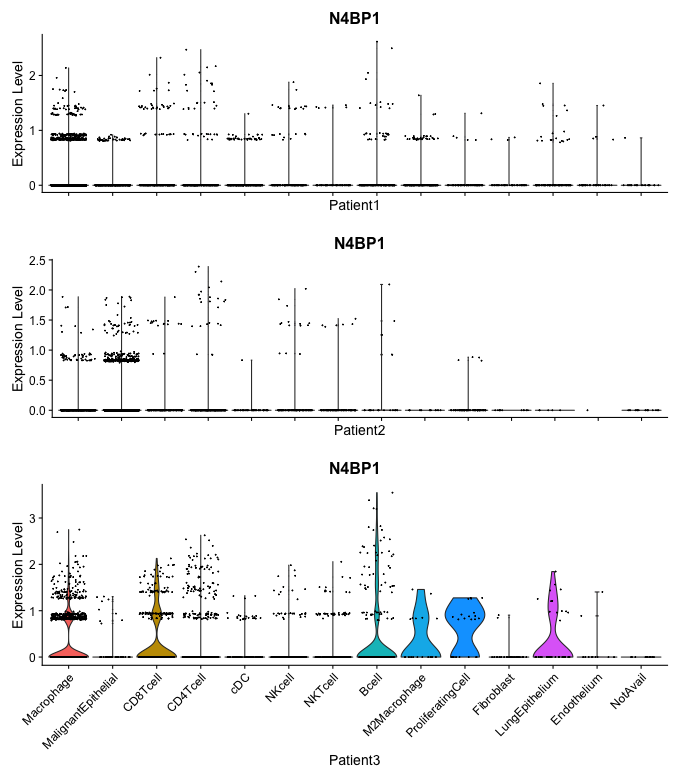 N4BP1
Expression Level
2
1
0
Patient1
N4BP1
Expression Level
2.5
2.0
1.5
1.0
0.5
0.0
Patient2
N4BP1
Expression Level
3
2
1
0
Macrophage
MalignantEpithelial
CD8Tcell
CD4Tcell
cDC
NKcell
NKTcell
Bcell
M2Macrophage
ProliferatingCell
Fibroblast
LungEpithelium
Endothelium
NotAvail
Patient3